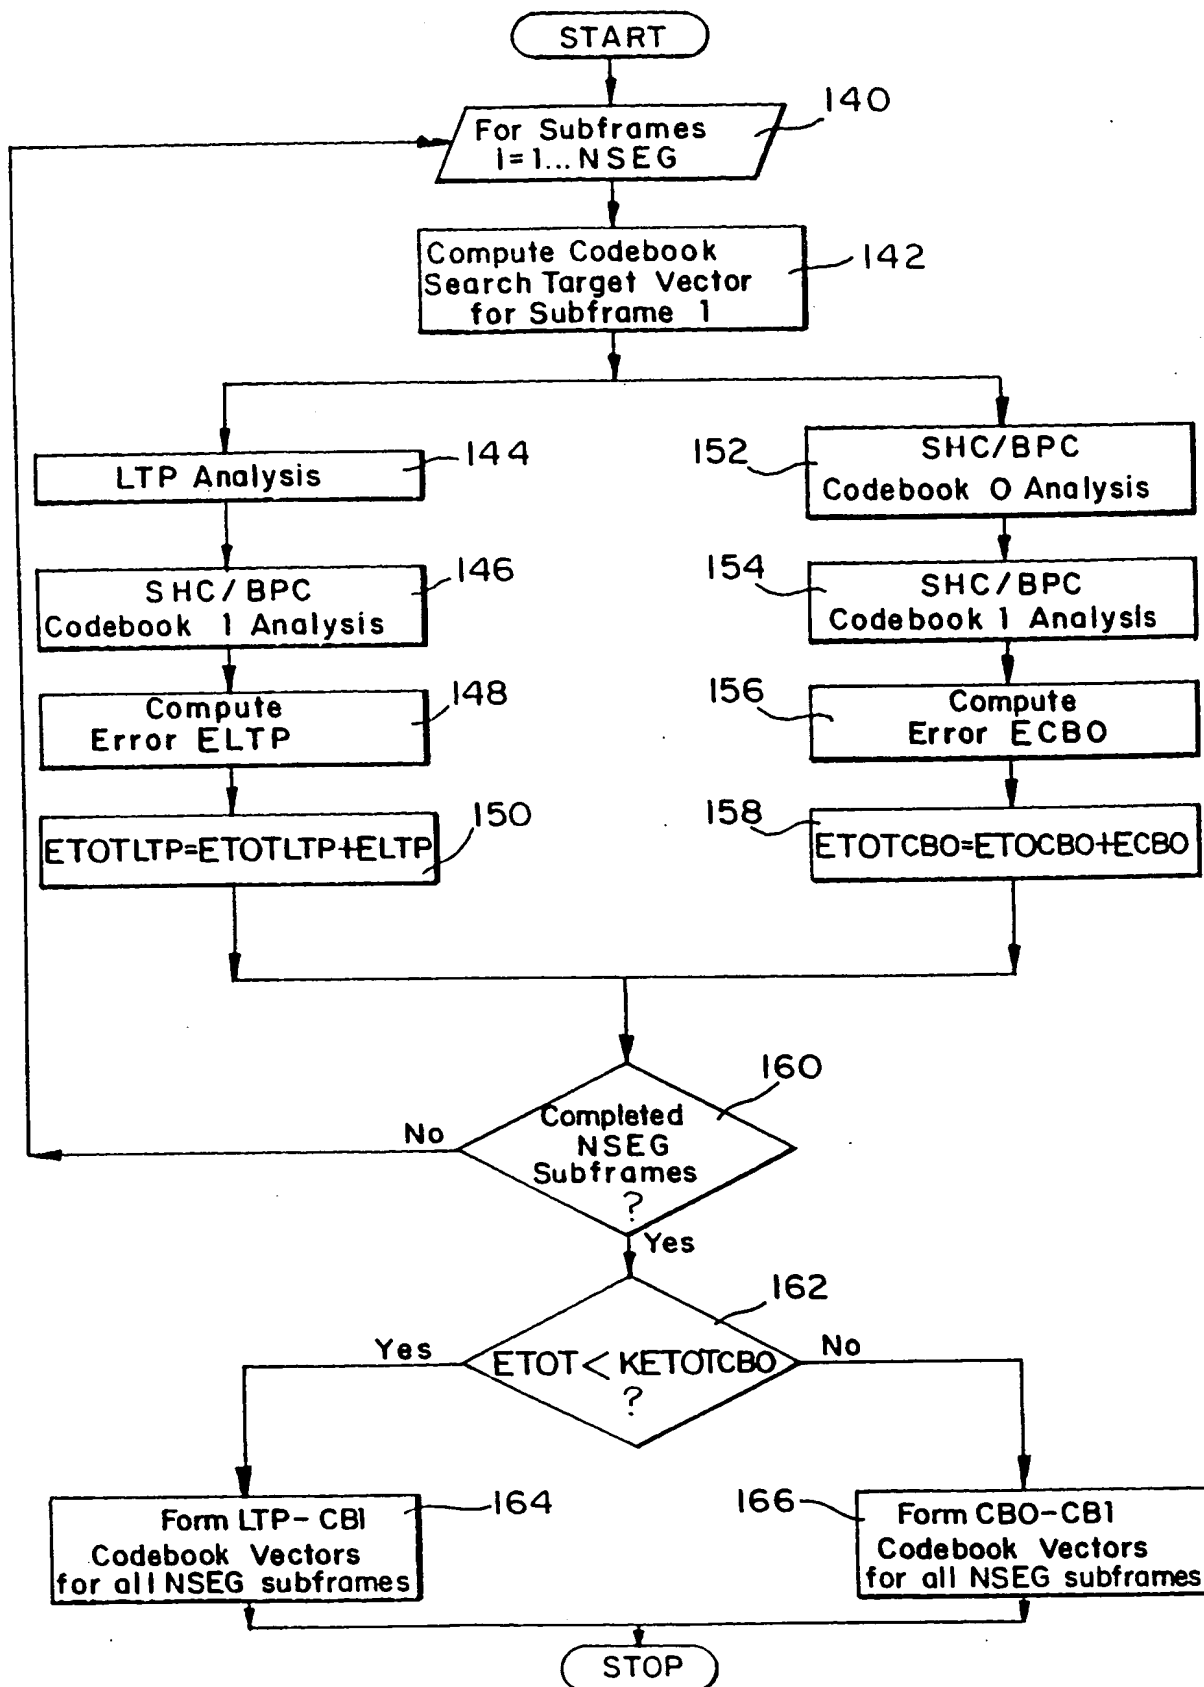 START
For Subframes
i=1...NSEG
140
Compute Codebook
Search Target Vector
for Subframe 1
142
LTP Analysis
144
SHC/BPC
Codebook 1 Analysis
146
Compute
Error ELTP
148
ETOTLTP=ETOTLTP+ELTP
150
152
SHC/BPC
Codebook 0 Analysis
154
SHC/BPC
Codebook 1 Analysis
156
Compute
Error ECBO
158
ETOTCBO=ETOCBO+ECBO
160
Completed
NSEG
Subframes
?
No
Yes
162
ETOT < KETOTCBO
?
Yes
No
Form LTP-CB1
Codebook Vectors
for all NSEG subframes
164
166
Form CBO-CB1
Codebook Vectors
for all NSEG subframes
STOP